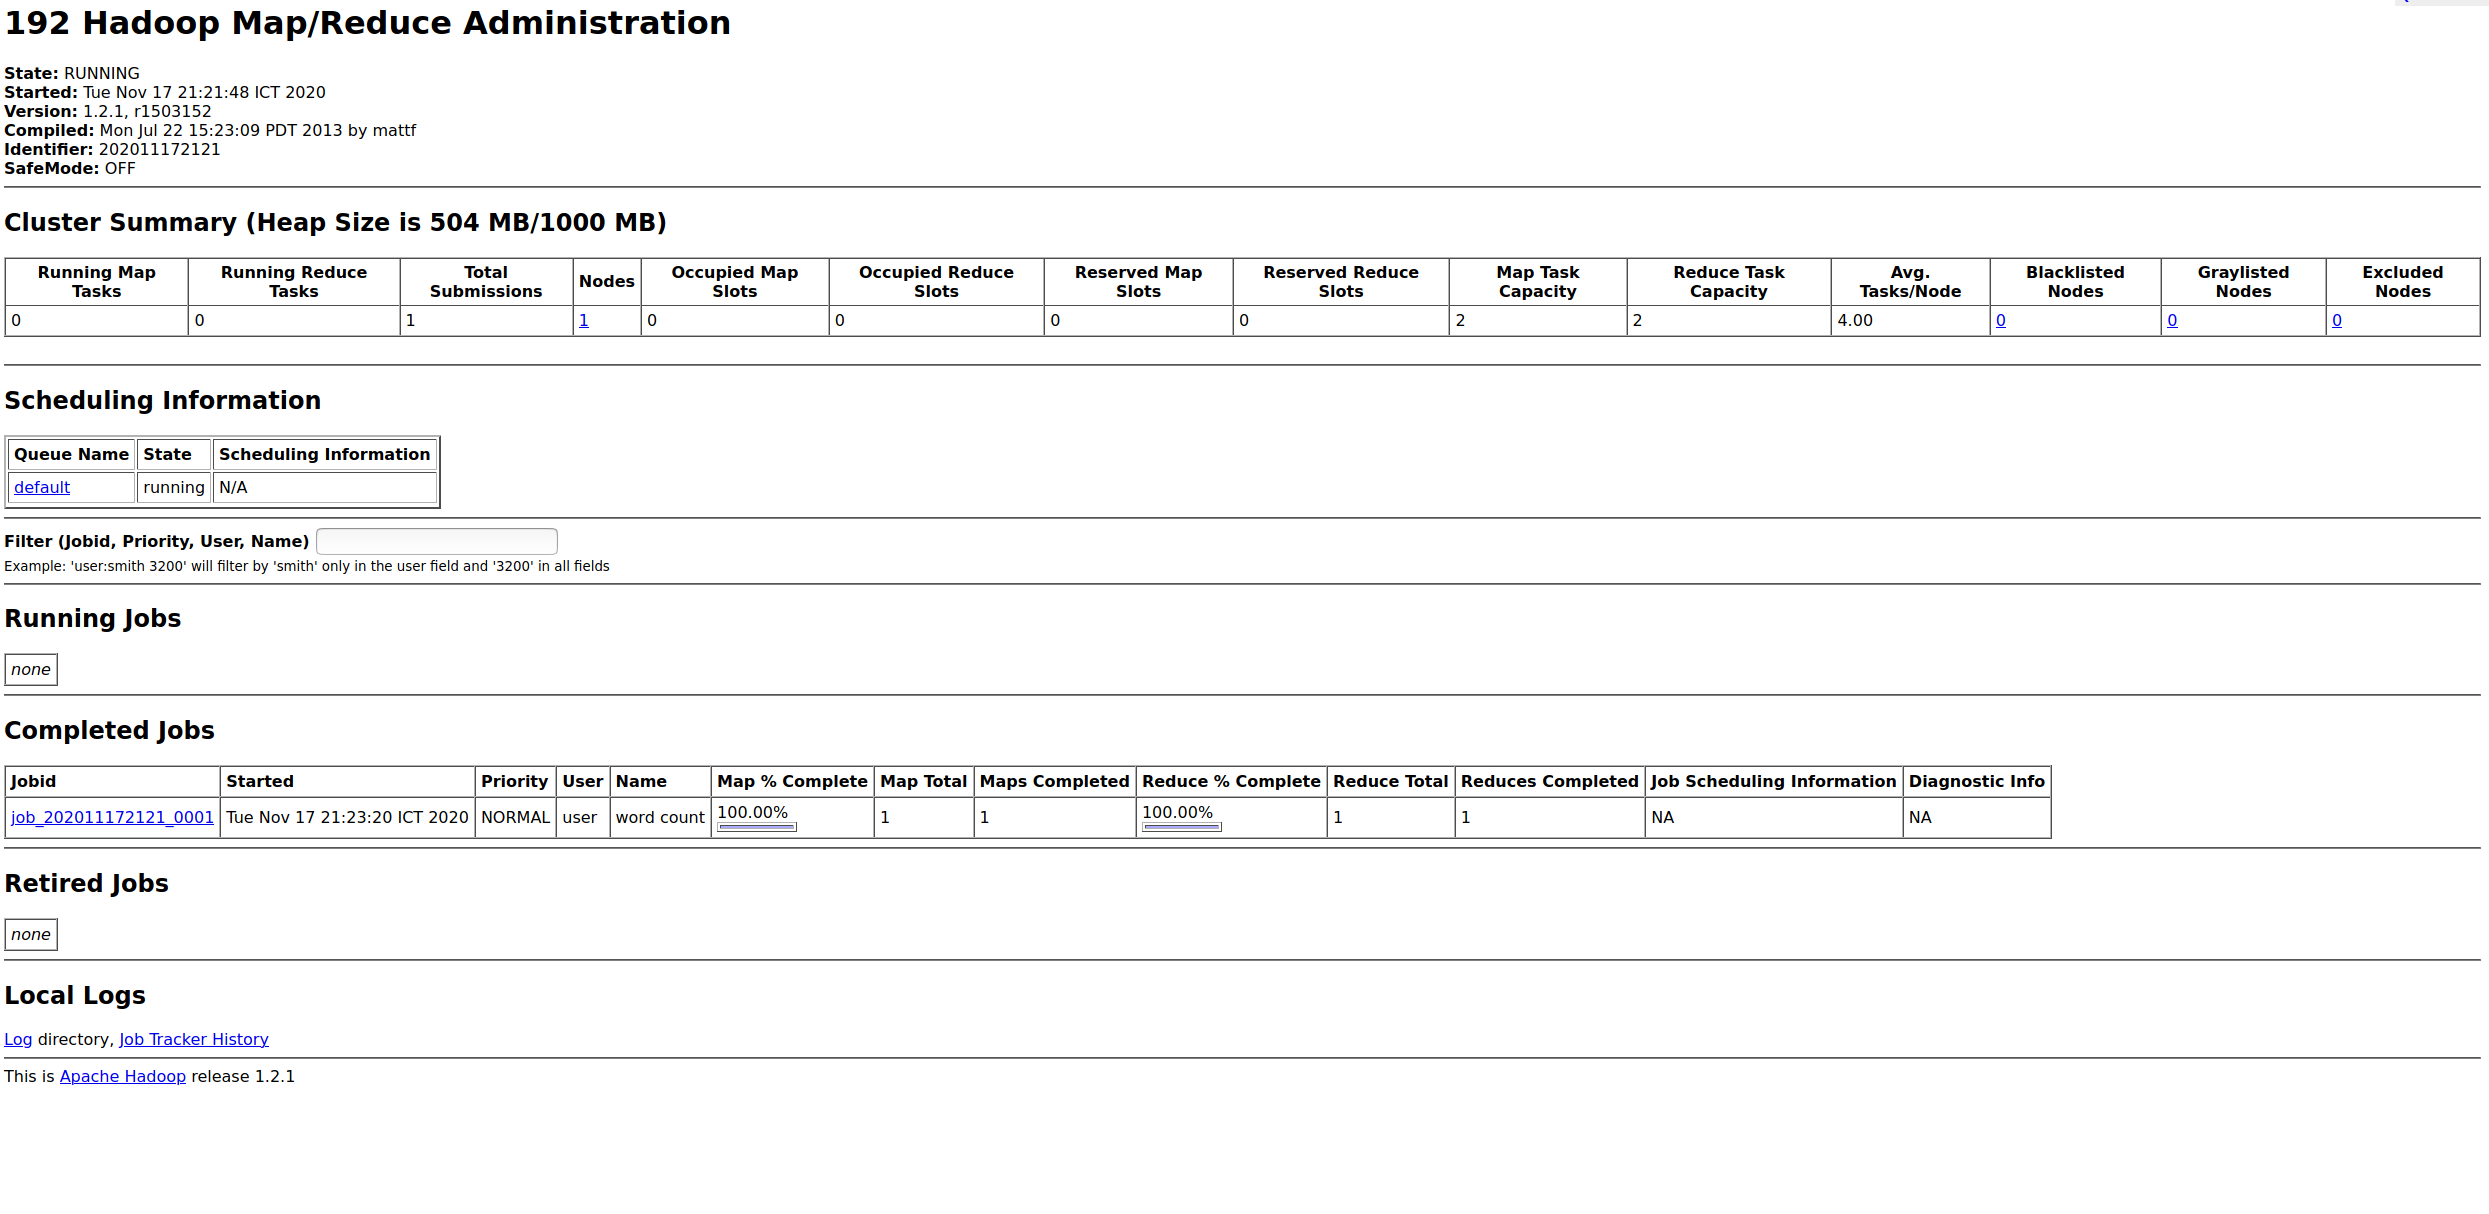 192 Hadoop Map/Reduce Administration
State: RUNNING
Started: Tue Nov 17 21:21:48 ICT 2020
Version: 1.2.1, r1503152
Compiled: Mon Jul 22 15:23:09 PDT 2013 by mattf
Identifier: 202011172121
SafeMode: OFF
Cluster Summary (Heap Size is 504 MB/1000 MB)
Running Map Tasks Running Reduce Tasks Total Submissions Nodes Occupied Map Slots Occupied Reduce Slots Reserved Map Slots Reserved Reduce Slots Map Task Capacity Reduce Task Capacity Avg. Tasks/Node Blacklisted Nodes Graylisted Nodes Excluded Nodes
0 0 1 1 0 0 0 0 2 2 4.00 0 0 0
Scheduling Information
Queue Name State Scheduling Information
default running N/A
Filter (Jobid, Priority, User, Name)
Example: 'user:smith 3200' will filter by 'smith' only in the user field and '3200' in all fields
Running Jobs
none
Completed Jobs
Jobid Started Priority User Name Map % Complete Map Total Maps Completed Reduce % Complete Reduce Total Reduces Completed Job Scheduling Information Diagnostic Info
job_202011172121_0001 Tue Nov 17 21:23:20 ICT 2020 NORMAL user word count 100.00% 1 1 100.00% 1 1 NA NA
Retired Jobs
none
Local Logs
Log directory, Job Tracker History
This is Apache Hadoop release 1.2.1